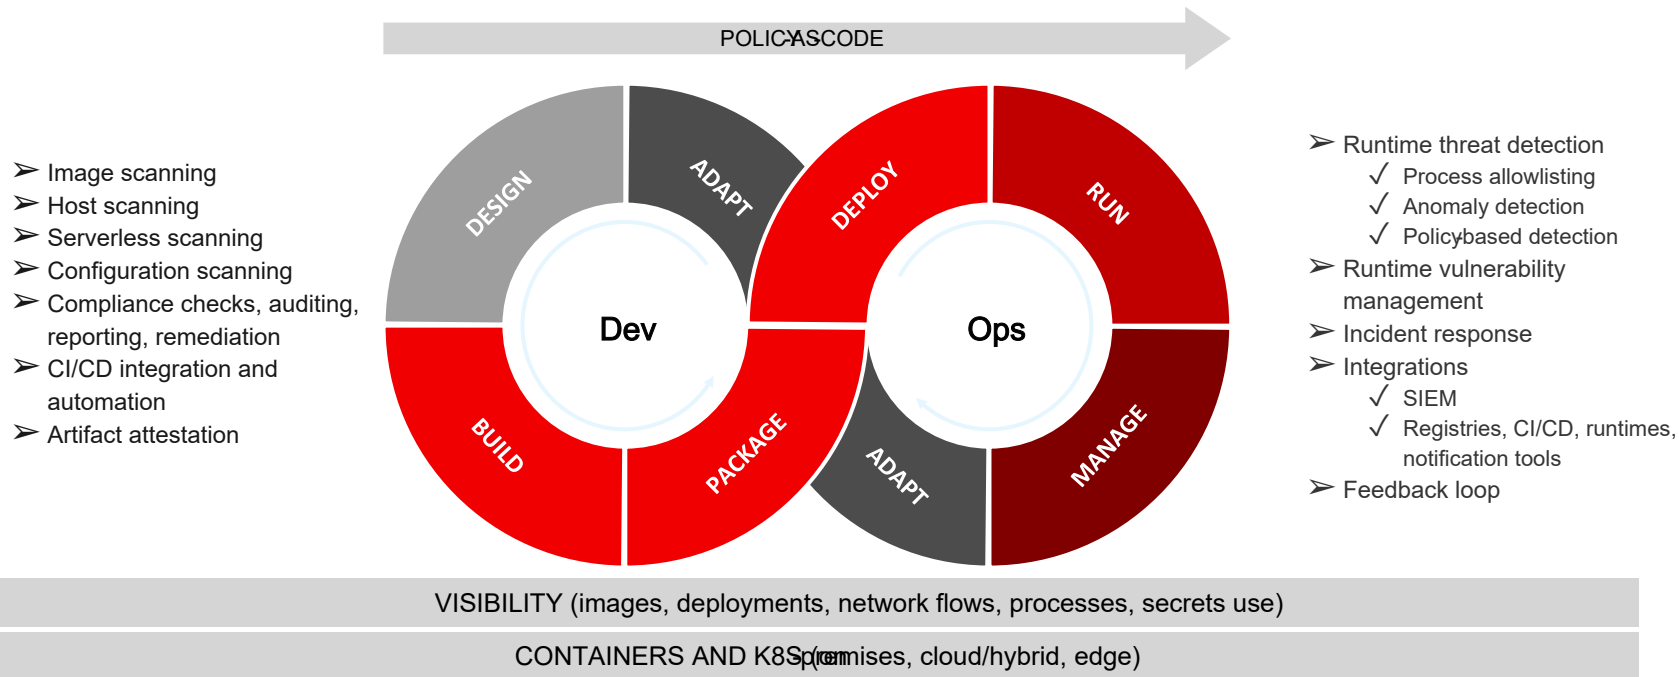 POLICY-AS-CODE
➢ Image scanning
➢ Host scanning
➢ Serverless scanning
➢ Configuration scanning
➢ Compliance checks, auditing,
reporting, remediation
➢ CI/CD integration and
automation
➢ Artifact attestation
DESIGN
ADAPT
DEPLOY
RUN
Dev
Ops
BUILD
PACKAGE
ADAPT
MANAGE
➢ Runtime threat detection
✓ Process allowlisting
✓ Anomaly detection
✓ Policy-based detection
➢ Runtime vulnerability
management
➢ Incident response
➢ Integrations
✓ SIEM
✓ Registries, CI/CD, runtimes,
notification tools
➢ Feedback loop
VISIBILITY (images, deployments, network flows, processes, secrets use)
CONTAINERS AND K8S (on-premises, cloud/hybrid, edge)